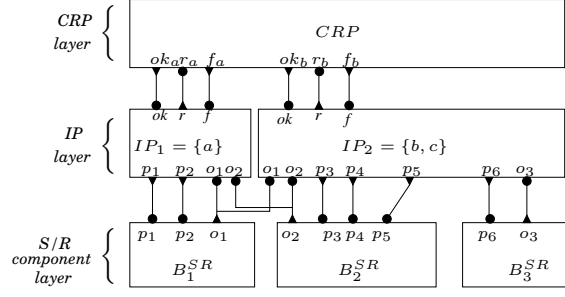 CRP
layer
CRP
ok_a r_a f_a ok_b r_b f_b
ok r f ok r f
IP
layer
IP_1 = {a} IP_2 = {b, c}
p_1 p_2 o_1 o_2 o_1 o_2 p_3 p_4 p_5 p_6 o_3
S/R
component
layer
p_1 p_2 o_1 o_2 p_3 p_4 p_5 p_6 o_3
B_1^{SR} B_2^{SR} B_3^{SR}